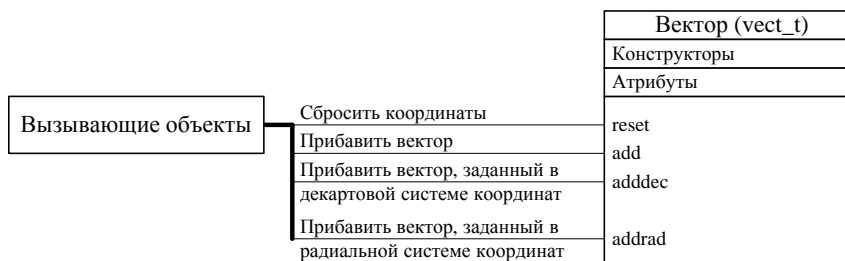 Вектор (vect_t)
Конструкторы
Атрибуты
Вызывающие объекты
Сбросить координаты
reset
Прибавить вектор
add
Прибавить вектор, заданный в
декартовой системе координат
adddec
Прибавить вектор, заданный в
радиальной системе координат
addrad